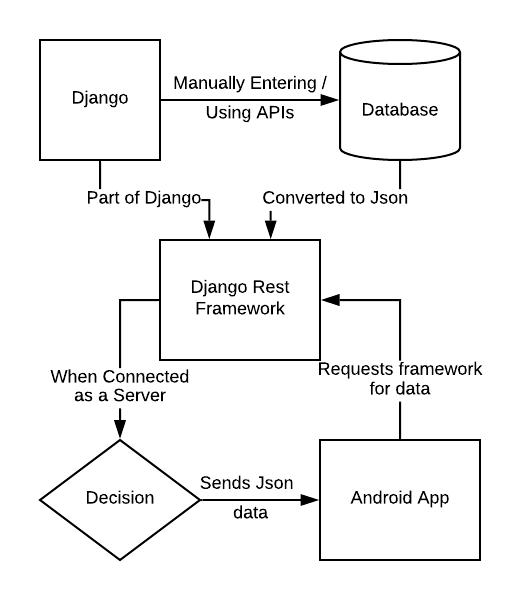 Django
Manually Entering /
Using APIs
Database
Part of Django
Converted to Json
Django Rest
Framework
When Connected
as a Server
Requests framework
for data
Decision
Sends Json
data
Android App